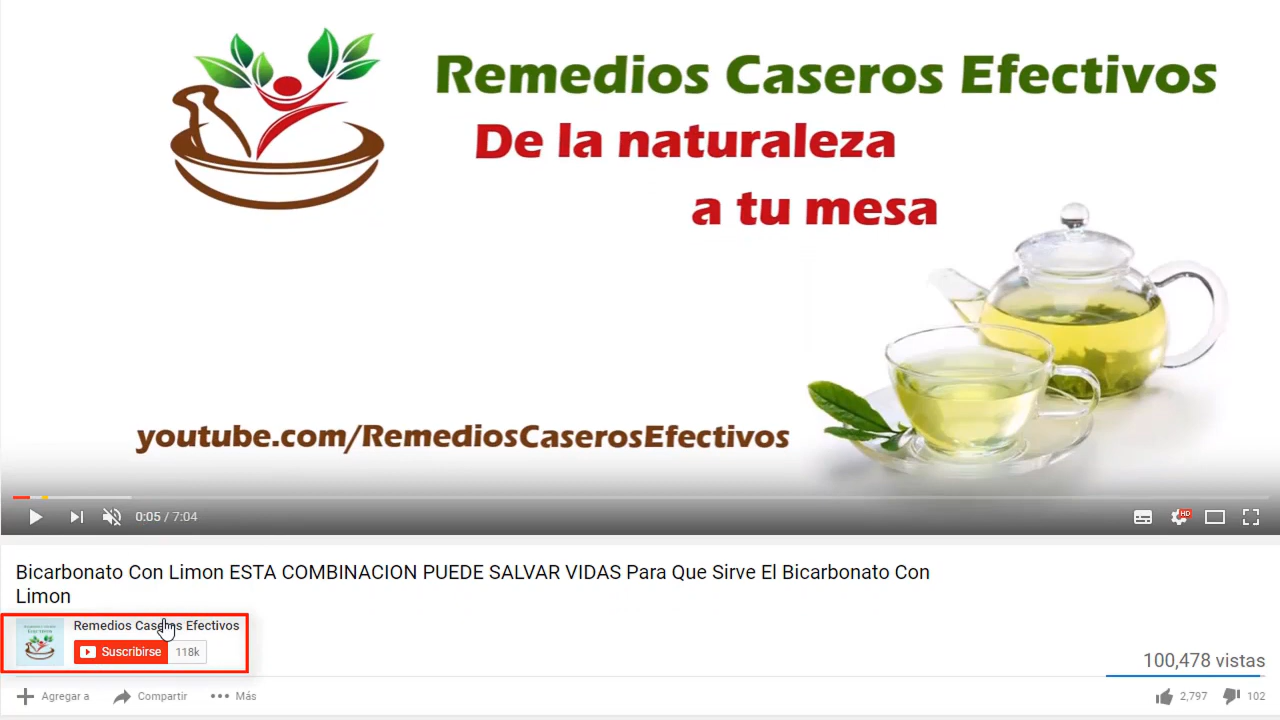 Remedios Caseros Efectivos
De la naturaleza
a tu mesa
youtube.com/RemediosCaserosEfectivos
0:05 / 7:04
HD
Bicarbonato Con Limon ESTA COMBINACION PUEDE SALVAR VIDAS Para Que Sirve El Bicarbonato Con
Limon
Remedios Caseros Efectivos
Suscribirse 118k
100,478 vistas
Agregar a Compartir Más 2,797 102